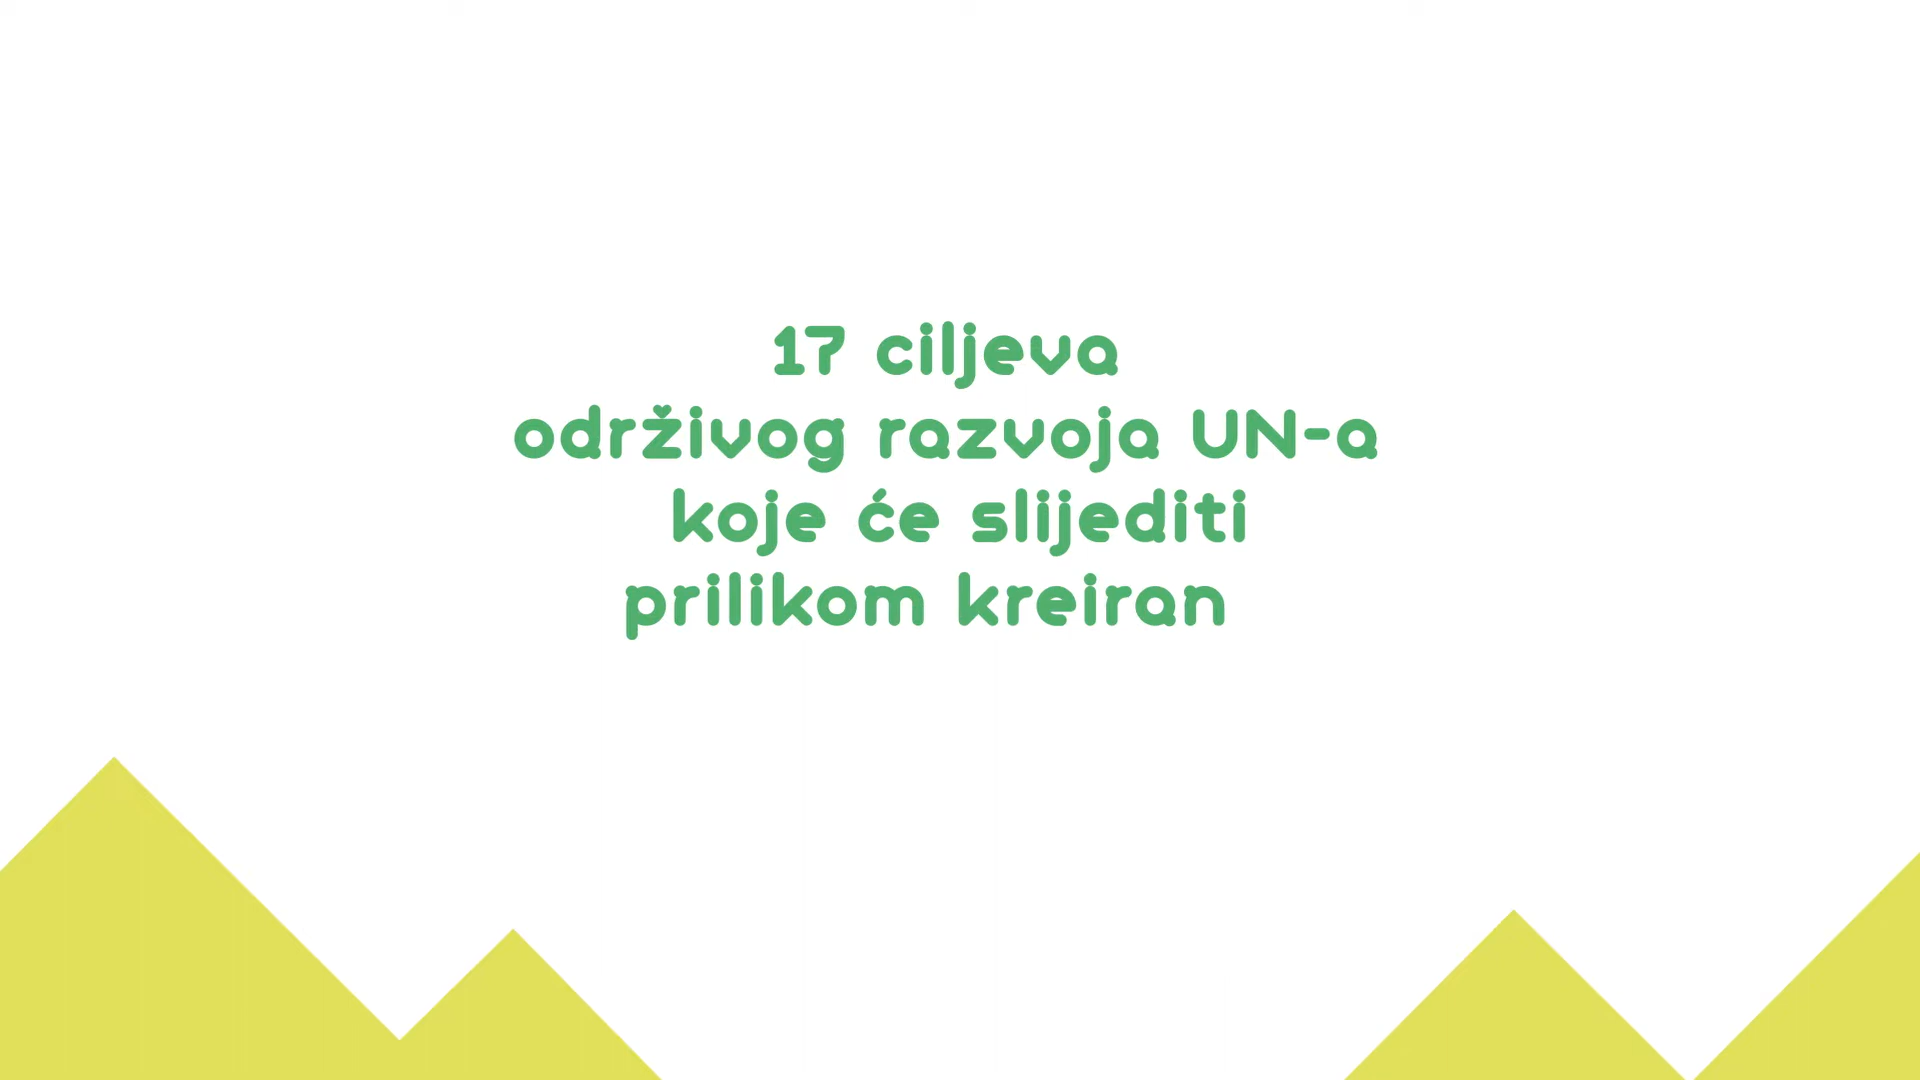 17 ciljeva
održivog razvoja UN-a
koje će slijediti
prilikom kreiran